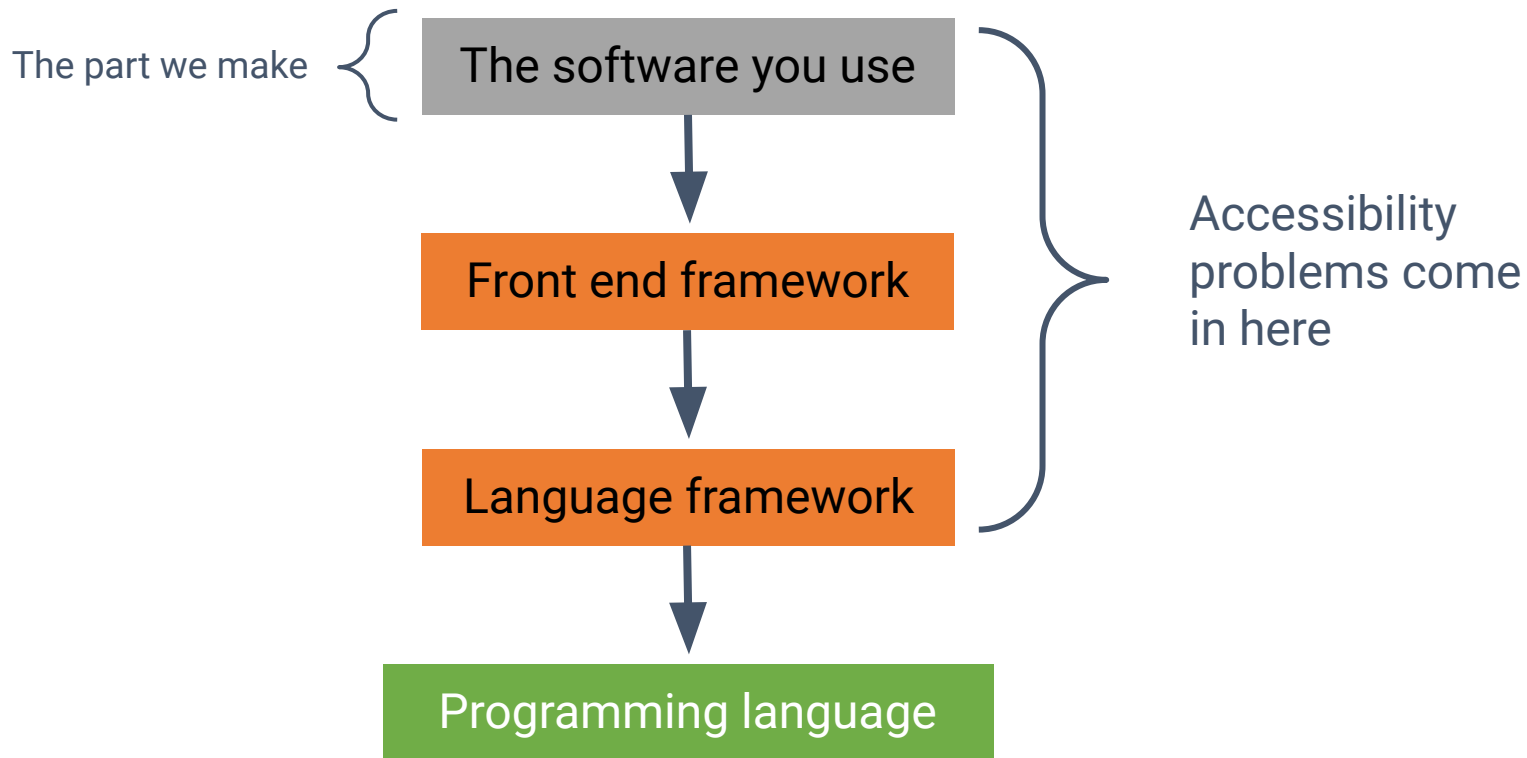 The part we make
The software you use
Front end framework
Accessibility
problems come
in here
Language framework
Programming language